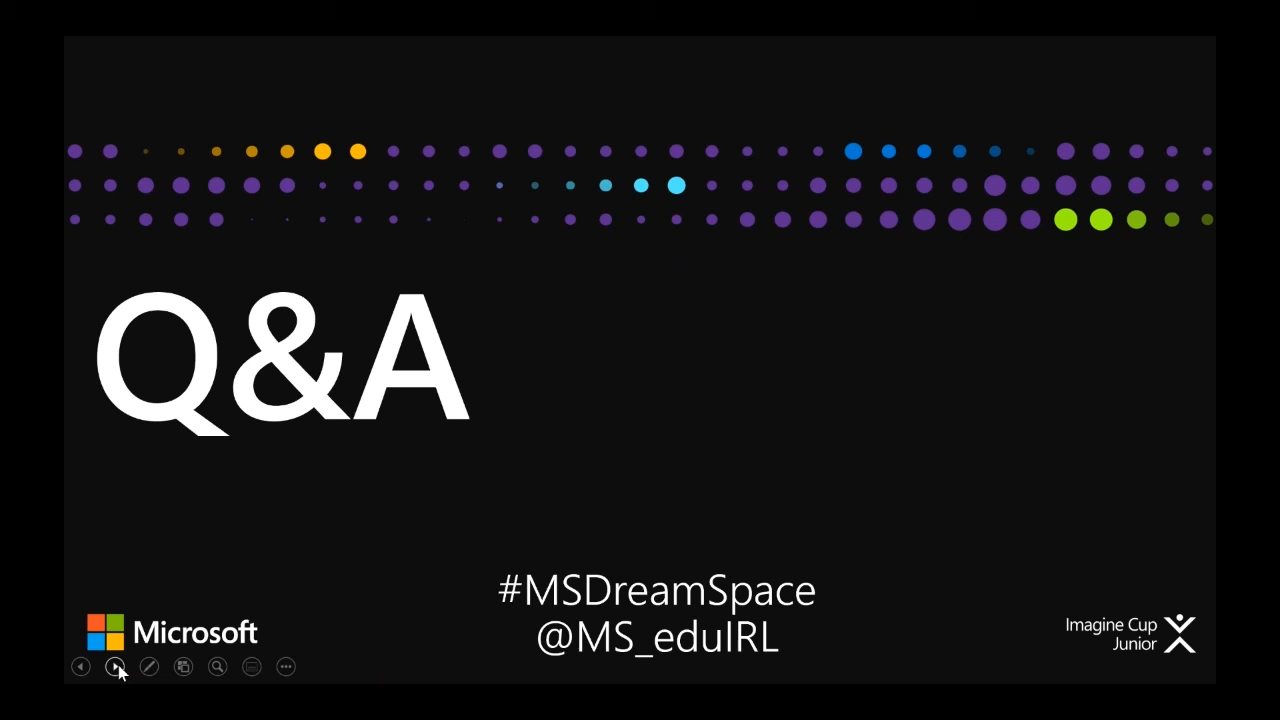 Q&A
#MSDreamSpace
@MS_eduIRL
Microsoft
Imagine Cup
Junior